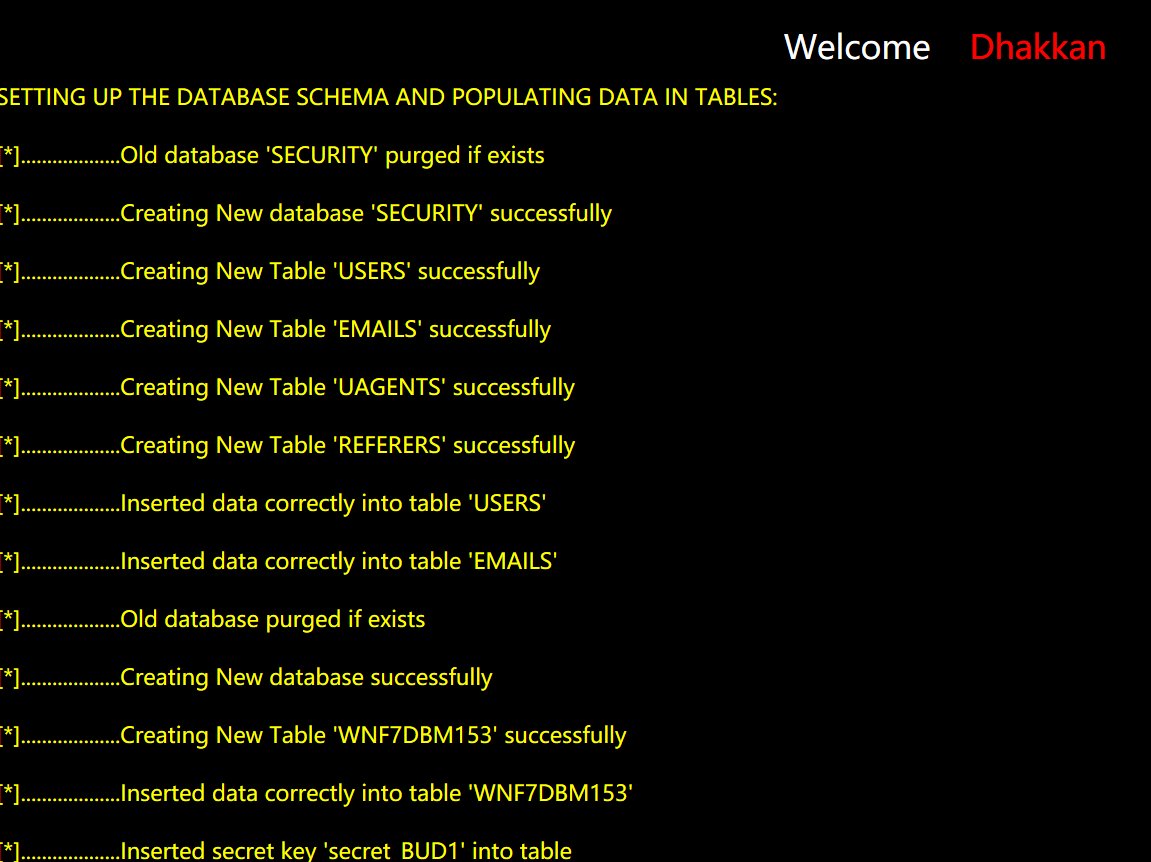 Welcome Dhakkan
SETTING UP THE DATABASE SCHEMA AND POPULATING DATA IN TABLES:
[*]...................Old database 'SECURITY' purged if exists
[*]...................Creating New database 'SECURITY' successfully
[*]...................Creating New Table 'USERS' successfully
[*]...................Creating New Table 'EMAILS' successfully
[*]...................Creating New Table 'UAGENTS' successfully
[*]...................Creating New Table 'REFERERS' successfully
[*]...................Inserted data correctly into table 'USERS'
[*]...................Inserted data correctly into table 'EMAILS'
[*]...................Old database purged if exists
[*]...................Creating New database successfully
[*]...................Creating New Table 'WNF7DBM153' successfully
[*]...................Inserted data correctly into table 'WNF7DBM153'
[*]...................Inserted secret key 'secret_BUD1' into table